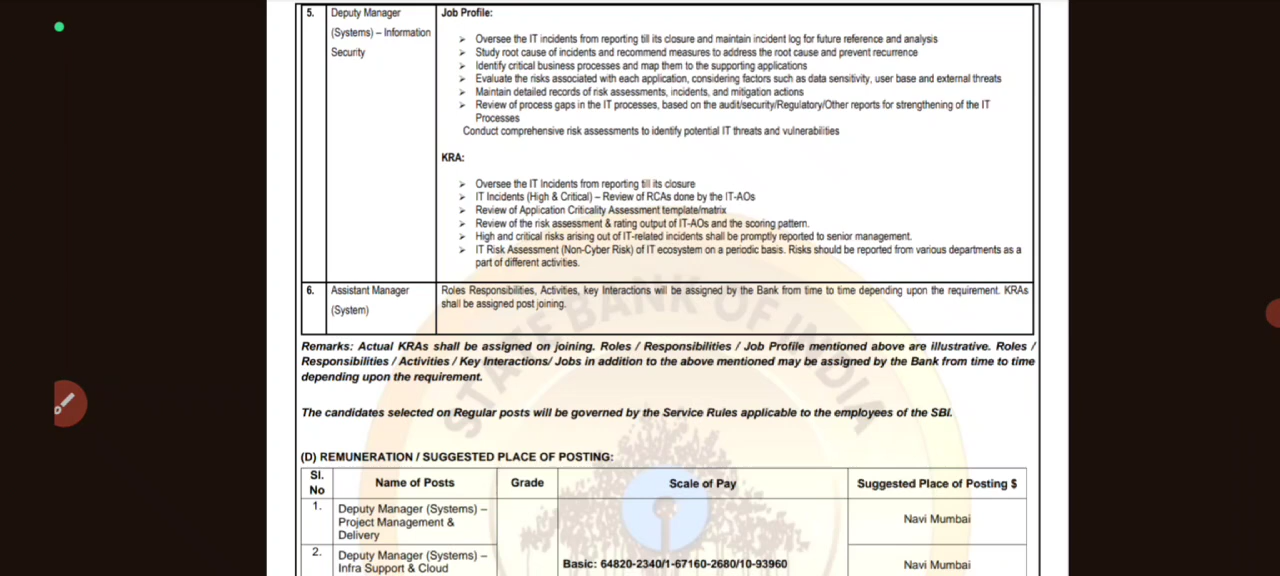 5.
Deputy Manager
(Systems) – Information
Security
Job Profile:
➢ Oversee the IT incidents from reporting till its closure and maintain incident log for future reference and analysis
➢ Study root cause of incidents and recommend measures to address the root cause and prevent recurrence
➢ Identify critical business processes and map them to the supporting applications
➢ Evaluate the risks associated with each application, considering factors such as data sensitivity, user base and external threats
➢ Maintain detailed records of risk assessments, incidents, and mitigation actions
➢ Review of process gaps in the IT processes, based on the audit/security/Regulatory/Other reports for strengthening of the IT
Processes
Conduct comprehensive risk assessments to identify potential IT threats and vulnerabilities
KRA:
➢ Oversee the IT Incidents from reporting till its closure
➢ IT Incidents (High & Critical) – Review of RCAs done by the IT-AOs
➢ Review of Application Criticality Assessment template/matrix
➢ Review of the risk assessment & rating output of IT-AOs and the scoring pattern.
➢ High and critical risks arising out of IT-related incidents shall be promptly reported to senior management.
➢ IT Risk Assessment (Non-Cyber Risk) of IT ecosystem on a periodic basis. Risks should be reported from various departments as a
part of different activities.
6.
Assistant Manager
(System)
Roles Responsibilities, Activities, key Interactions will be assigned by the Bank from time to time depending upon the requirement. KRAs
shall be assigned post joining.
Remarks: Actual KRAs shall be assigned on joining. Roles / Responsibilities / Job Profile mentioned above are illustrative. Roles /
Responsibilities / Activities / Key Interactions/ Jobs in addition to the above mentioned may be assigned by the Bank from time to time
depending upon the requirement.
The candidates selected on Regular posts will be governed by the Service Rules applicable to the employees of the SBI.
STATE BANK OF INDIA
(D) REMUNERATION / SUGGESTED PLACE OF POSTING:
Sl.
No
Name of Posts
Grade
Scale of Pay
Suggested Place of Posting $
1.
Deputy Manager (Systems) –
Project Management &
Delivery
Navi Mumbai
2.
Deputy Manager (Systems) –
Infra Support & Cloud
Basic: 64820-2340/1-67160-2680/10-93960
Navi Mumbai